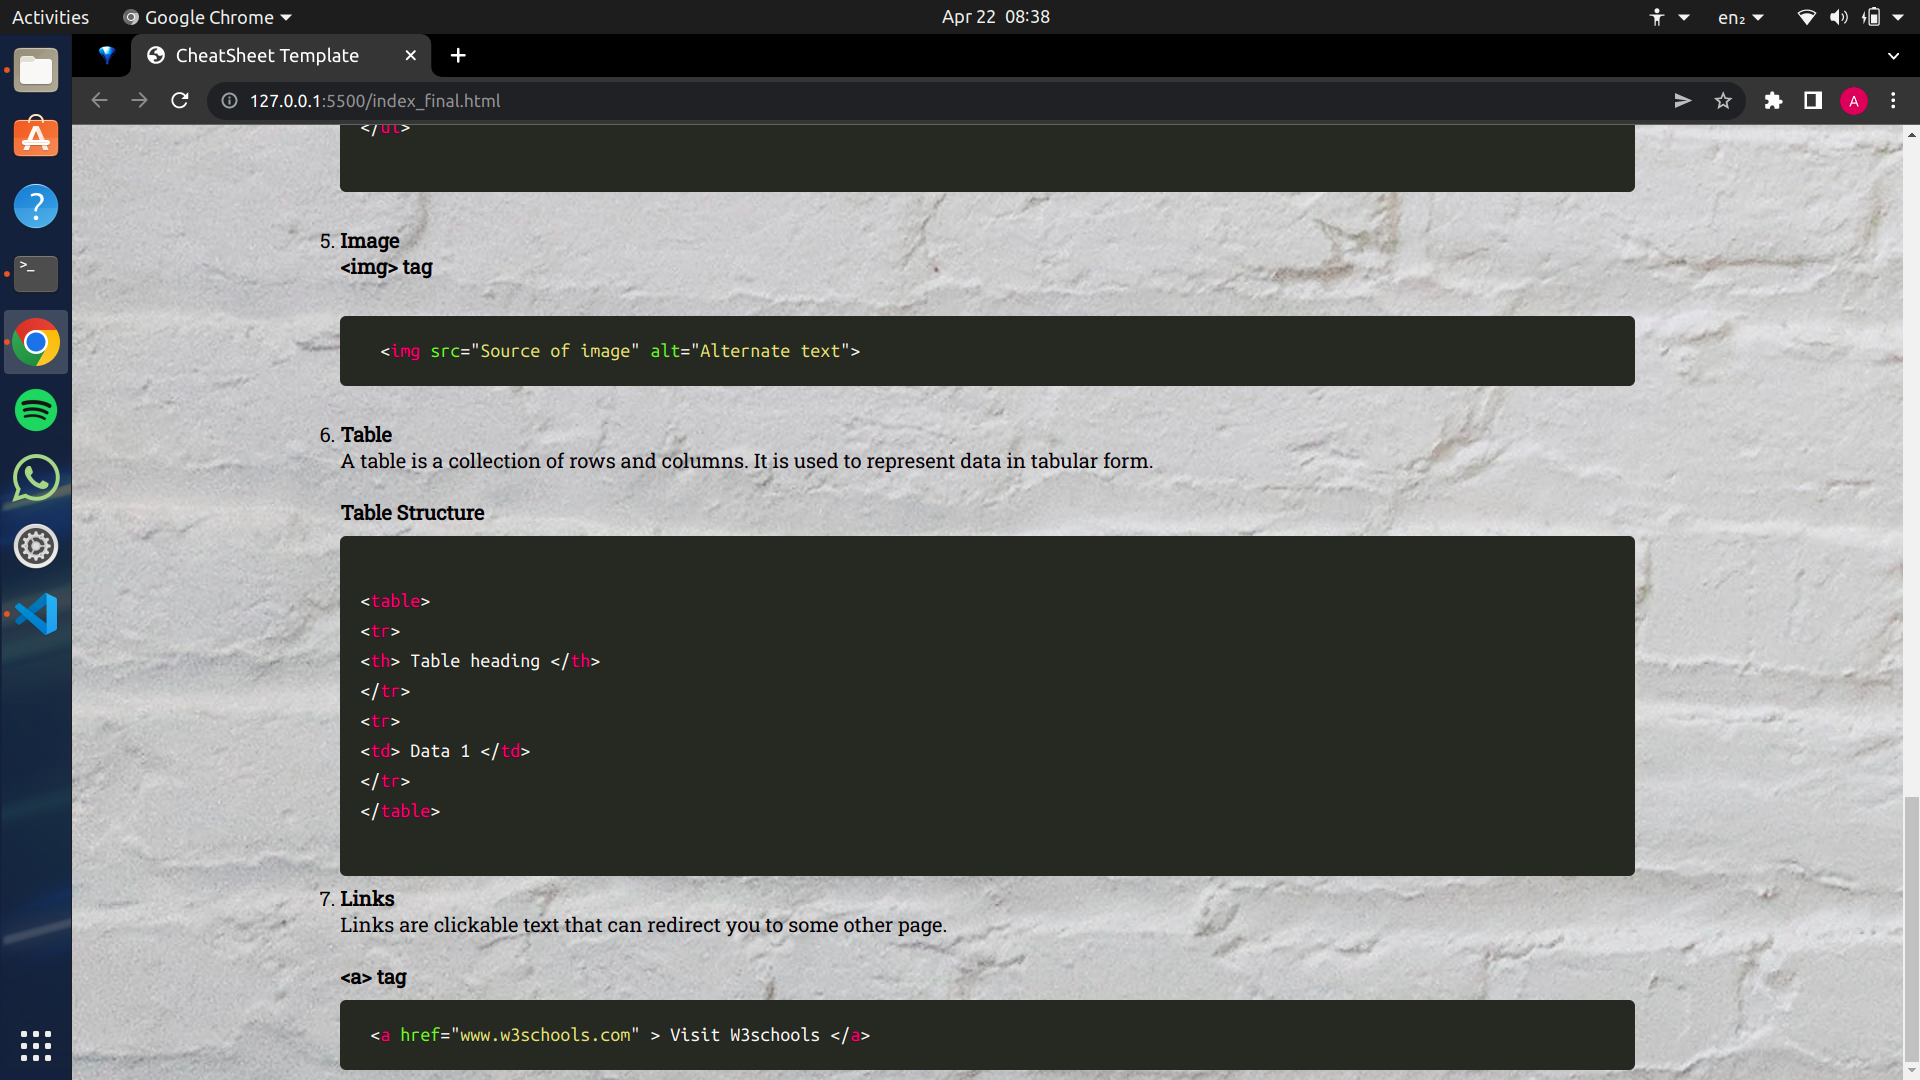 Activities
Google Chrome
Apr 22 08:38
en₂
CheatSheet Template
127.0.0.1:5500/index_final.html
A
</ul>
5. Image
<img> tag
<img src="Source of image" alt="Alternate text">
6. Table
A table is a collection of rows and columns. It is used to represent data in tabular form.
Table Structure
<table>
<tr>
<th> Table heading </th>
</tr>
<tr>
<td> Data 1 </td>
</tr>
</table>
7. Links
Links are clickable text that can redirect you to some other page.
<a> tag
<a href="www.w3schools.com" > Visit W3schools </a>